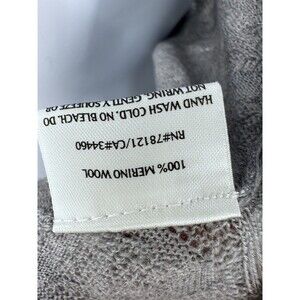 100% MERINO WOOL
RN#78121/CA#34460
HAND WASH COLD. NO BLEACH. DO
NOT WRING. GENTLY SQUEEZE OR